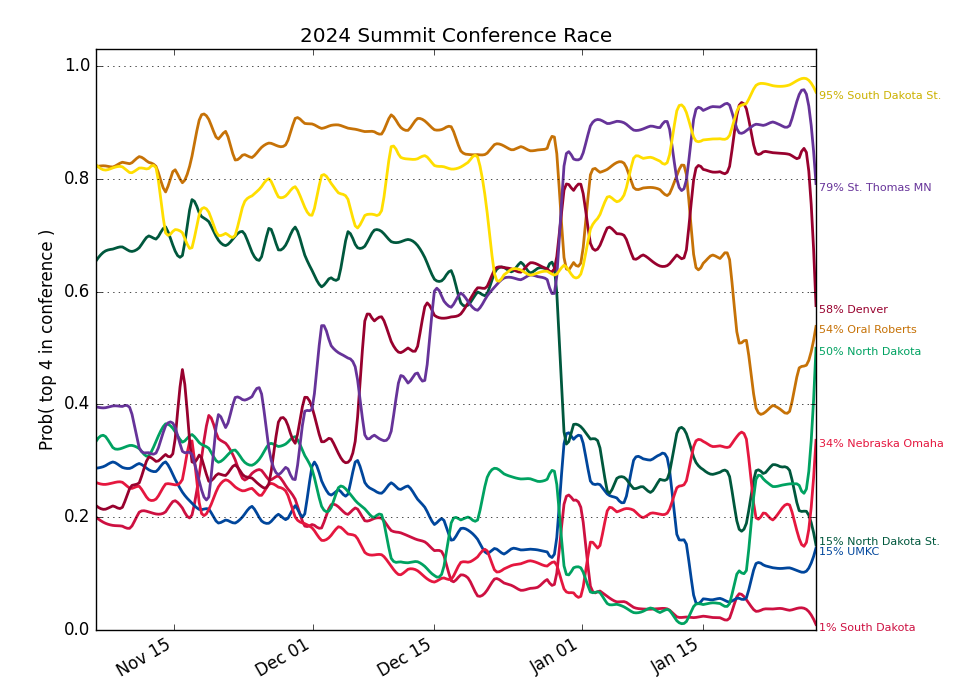 2024 Summit Conference Race
Prob( top 4 in conference )
1.0
0.8
0.6
0.4
0.2
0.0
Nov 15
Dec 01
Dec 15
Jan 01
Jan 15
95% South Dakota St.
79% St. Thomas MN
58% Denver
54% Oral Roberts
50% North Dakota
34% Nebraska Omaha
15% North Dakota St.
15% UMKC
1% South Dakota